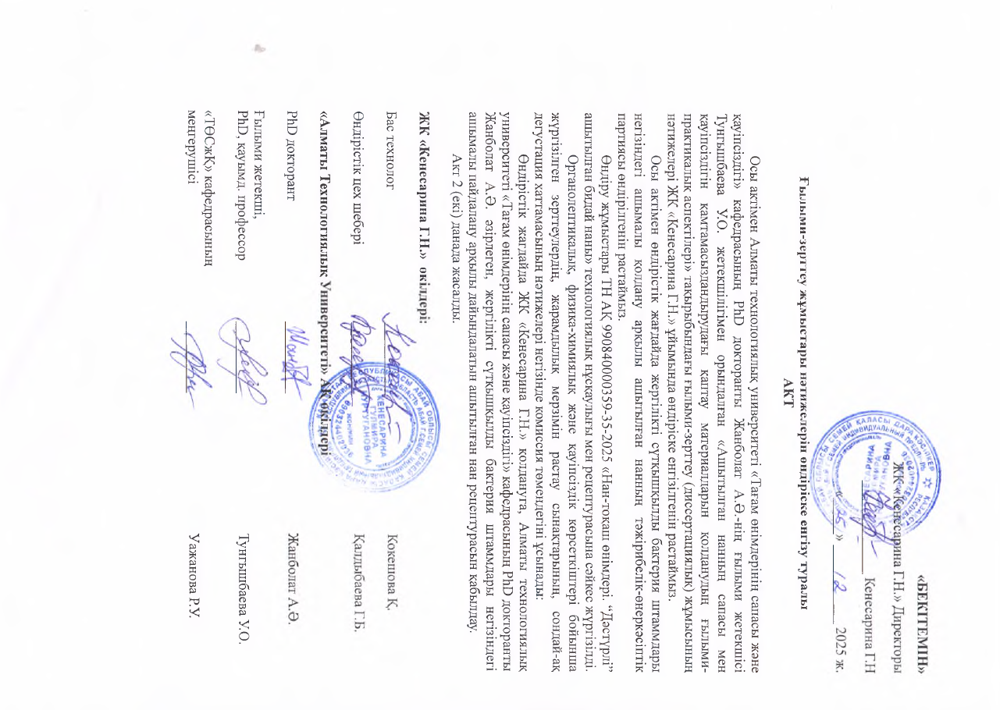 «БЕКІТЕМІН»
ЖК «Кенесарина Г.Н.» Директоры
Кенесарина Г.Н
«25» 12 2025 ж.
Ғылыми-зерттеу жұмыстары нәтижелерін өндіріске енгізу туралы
АКТ
Осы актімен Алматы технологиялық университеті «Тағам өнімдерінің сапасы және
қауіпсіздігі» кафедрасының PhD докторанты Жанболат А.Ә.-нің ғылыми жетекшісі
Тунгышбаева У.О. жетекшілігімен орындалған «Ашытылған нанның сапасы мен
қауіпсіздігін қамтамасыздандырудағы қаптау материалдарын қолданудың ғылыми-
практикалық аспектілері» тақырыбындағы ғылыми-зерттеу (диссертациялық) жұмысының
нәтижелері ЖК «Кенесарина Г.Н.» ұйымында өндіріске енгізілгенін растаймыз.
Осы актімен өндірістік жағдайда жергілікті сүтқышқылды бактерия штаммдары
негізіндегі ашымалы қолдану арқылы ашытылған нанның тәжірибелік-өнеркәсіптік
партиясы өндірілгенін растаймыз.
Өндіру жұмыстары ТН АҚ 990840000359-35-2025 «Нан-тоқаш өнімдері. “Дәстүрлі”
ашытылған бидай наны» технологиялық нұсқаулығы мен рецептурасына сәйкес жүргізілді.
Органолептикалық, физика-химиялық және қауіпсіздік көрсеткіштері бойынша
жүргізілген зерттеулердің, жарамдылық мерзімін растау сынақтарының, сондай-ақ
дегустация хаттамасының нәтижелері негізінде комиссия төмендегіні ұсынады:
Өндірістік жағдайда ЖК «Кенесарина Г.Н.» қолдануға, Алматы технологиялық
университеті «Тағам өнімдерінің сапасы және қауіпсіздігі» кафедрасының PhD докторанты
Жанболат А.Ә. әзірлеген, жергілікті сүтқышқылды бактерия штаммдары негізіндегі
ашымалы пайдалану арқылы дайындалатын ашытылған нан рецептурасын қабылдау.
Акт 2 (екі) данада жасалды.
ЖК «Кенесарина Г.Н.» өкілдері:
Бас технолог Кокешова Қ.
Өндірістік цех шебері Қалдыбаева Г.Б.
«Алматы Технологиялық Университеті» АҚ өкілдері
PhD докторант Жанболат А.Ә.
Ғылыми жетекші,
PhD, қауымд. профессор Тунгышбаева У.О.
«ТӨСжҚ» кафедрасының
меңгерушісі Уажанова Р.У.